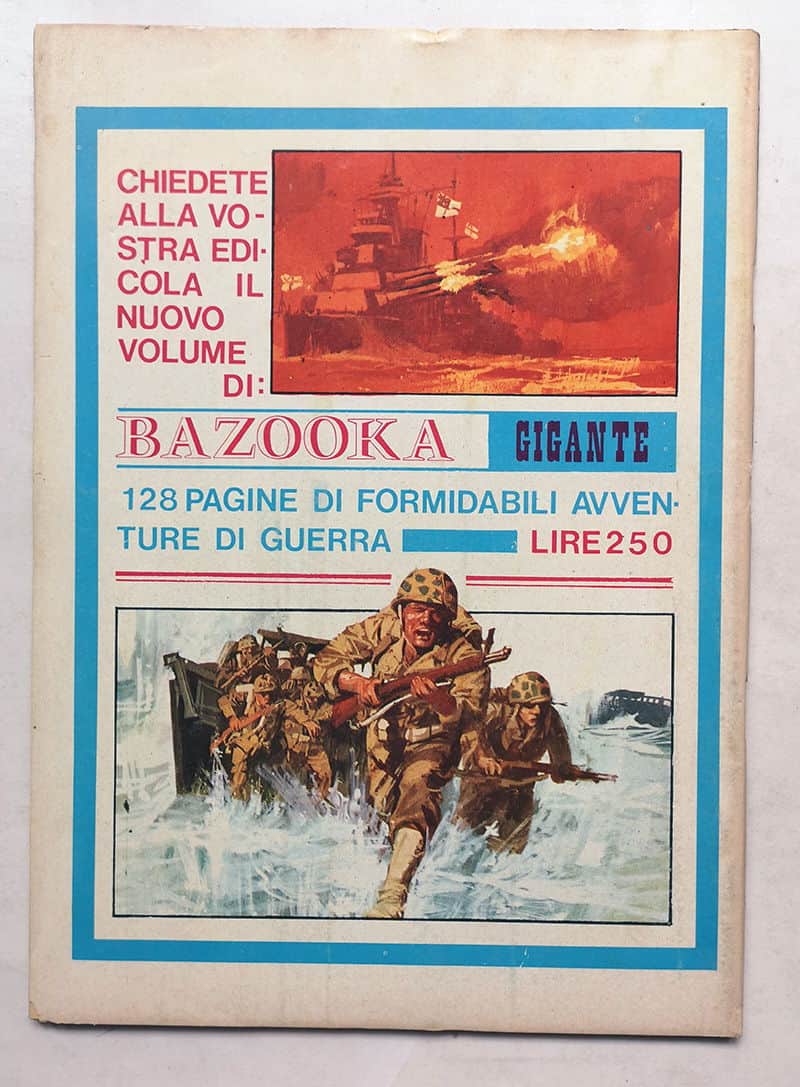 CHIEDETE
ALLA VO-
STRA EDI-
COLA IL
NUOVO
VOLUME
DI:
BAZOOKA GIGANTE
128 PAGINE DI FORMIDABILI AVVEN-
TURE DI GUERRA LIRE 250